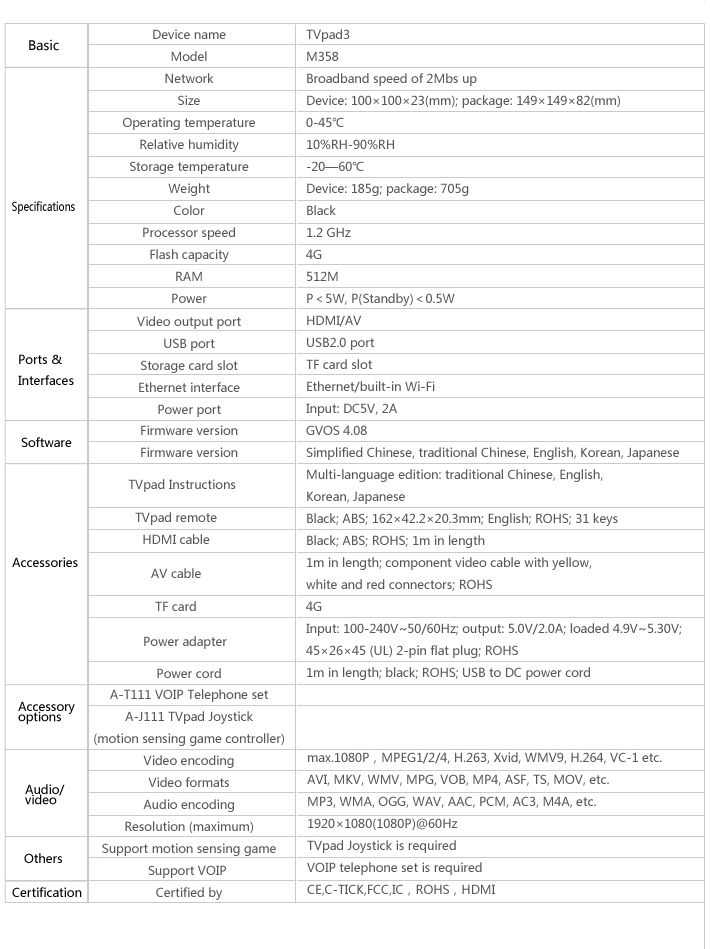 Basic
Device name TVpad3
Model M358
Specifications
Network Broadband speed of 2Mbs up
Size Device: 100×100×23(mm); package: 149×149×82(mm)
Operating temperature 0-45℃
Relative humidity 10%RH-90%RH
Storage temperature -20—60℃
Weight Device: 185g; package: 705g
Color Black
Processor speed 1.2 GHz
Flash capacity 4G
RAM 512M
Power P＜5W, P(Standby)＜0.5W
Ports &
Interfaces
Video output port HDMI/AV
USB port USB2.0 port
Storage card slot TF card slot
Ethernet interface Ethernet/built-in Wi-Fi
Power port Input: DC5V, 2A
Software
Firmware version GVOS 4.08
Firmware version Simplified Chinese, traditional Chinese, English, Korean, Japanese
Accessories
TVpad Instructions Multi-language edition: traditional Chinese, English,
Korean, Japanese
TVpad remote Black; ABS; 162×42.2×20.3mm; English; ROHS; 31 keys
HDMI cable Black; ABS; ROHS; 1m in length
AV cable 1m in length; component video cable with yellow,
white and red connectors; ROHS
TF card 4G
Power adapter Input: 100-240V~50/60Hz; output: 5.0V/2.0A; loaded 4.9V~5.30V;
45×26×45 (UL) 2-pin flat plug; ROHS
Power cord 1m in length; black; ROHS; USB to DC power cord
Accessory
options
A-T111 VOIP Telephone set
A-J111 TVpad Joystick
(motion sensing game controller)
Audio/
video
Video encoding max.1080P，MPEG1/2/4, H.263, Xvid, WMV9, H.264, VC-1 etc.
Video formats AVI, MKV, WMV, MPG, VOB, MP4, ASF, TS, MOV, etc.
Audio encoding MP3, WMA, OGG, WAV, AAC, PCM, AC3, M4A, etc.
Resolution (maximum) 1920×1080(1080P)@60Hz
Others
Support motion sensing game TVpad Joystick is required
Support VOIP VOIP telephone set is required
Certification
Certified by CE,C-TICK,FCC,IC，ROHS，HDMI